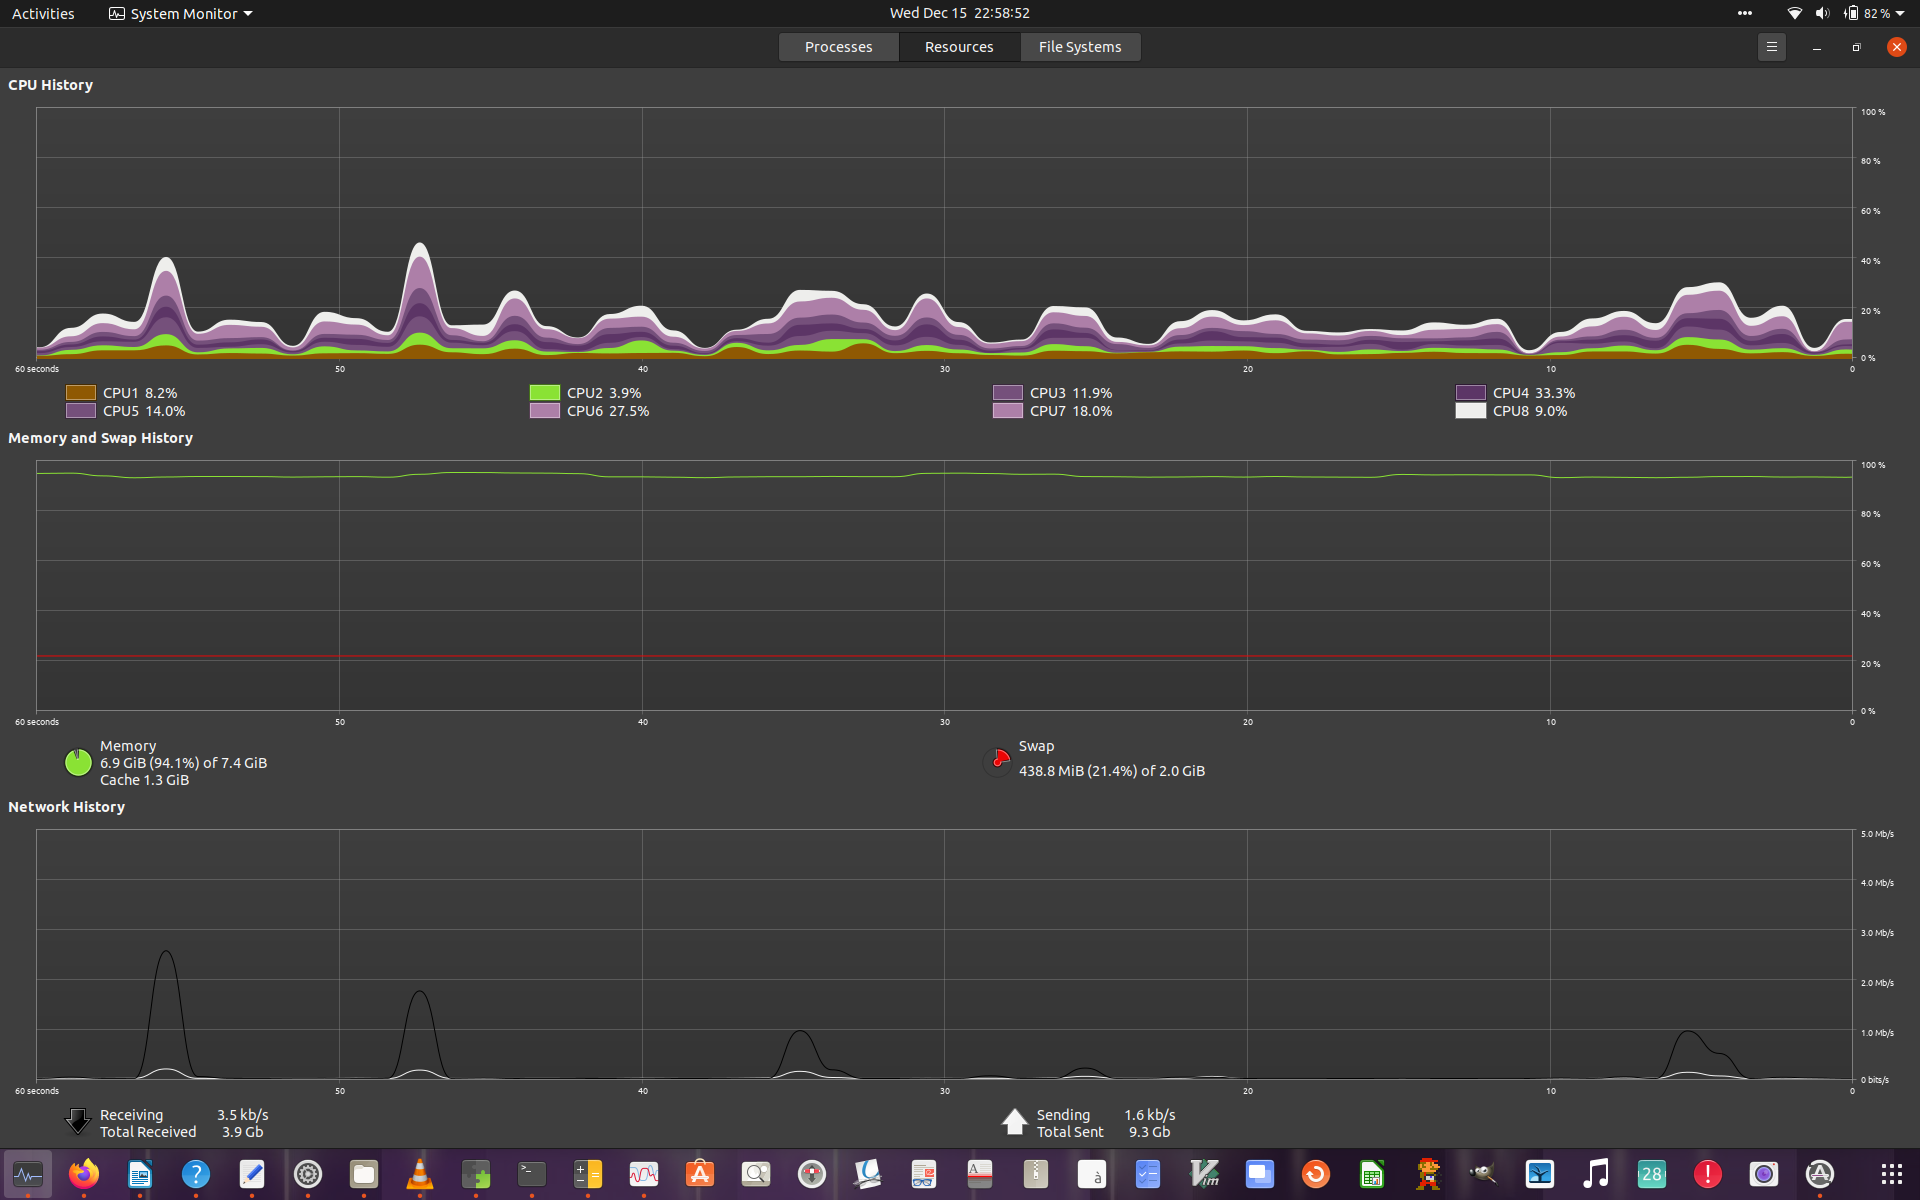 Activities
System Monitor
Wed Dec 15 22:58:52
82 %
Processes
Resources
File Systems
CPU History
100 %
80 %
60 %
40 %
20 %
0 %
60 seconds 50 40 30 20 10 0
CPU1 8.2% CPU2 3.9% CPU3 11.9% CPU4 33.3%
CPU5 14.0% CPU6 27.5% CPU7 18.0% CPU8 9.0%
Memory and Swap History
100 %
80 %
60 %
40 %
20 %
0 %
60 seconds 50 40 30 20 10 0
Memory
6.9 GiB (94.1%) of 7.4 GiB
Cache 1.3 GiB
Swap
438.8 MiB (21.4%) of 2.0 GiB
Network History
5.0 Mb/s
4.0 Mb/s
3.0 Mb/s
2.0 Mb/s
1.0 Mb/s
0 bits/s
60 seconds 50 40 30 20 10 0
Receiving 3.5 kb/s
Total Received 3.9 Gb
Sending 1.6 kb/s
Total Sent 9.3 Gb
?
>_
A
à
Vim
28
!
A